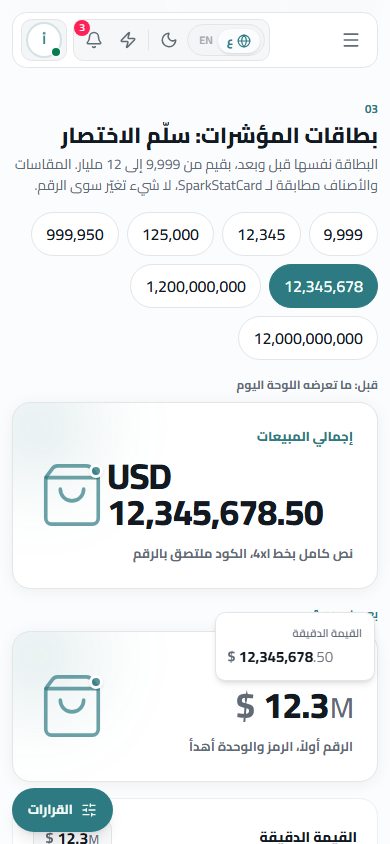 3
EN
ع
i
03
بطاقات المؤشرات: سلّم الاختصار
البطاقة نفسها قبل وبعد، بقيم من 9,999 إلى 12 مليار. المقاسات
والأصناف مطابقة لـ SparkStatCard، لا شيء تغيّر سوى الرقم.
9,999
12,345
125,000
999,950
12,345,678
1,200,000,000
12,000,000,000
قبل: ما تعرضه اللوحة اليوم
إجمالي المبيعات
USD
12,345,678.50
نص كامل بخط 4xl، الكود ملتصق بالرقم
القيمة الدقيقة
$ 12,345,678.50
$ 12.3M
الرقم أولاً، الرمز والوحدة أهدأ
القرارات
القيمة الدقيقة
$ 12.3M